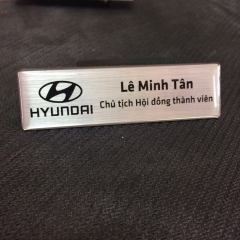 HYUNDAI
Lê Minh Tân
Chủ tịch Hội đồng thành viên